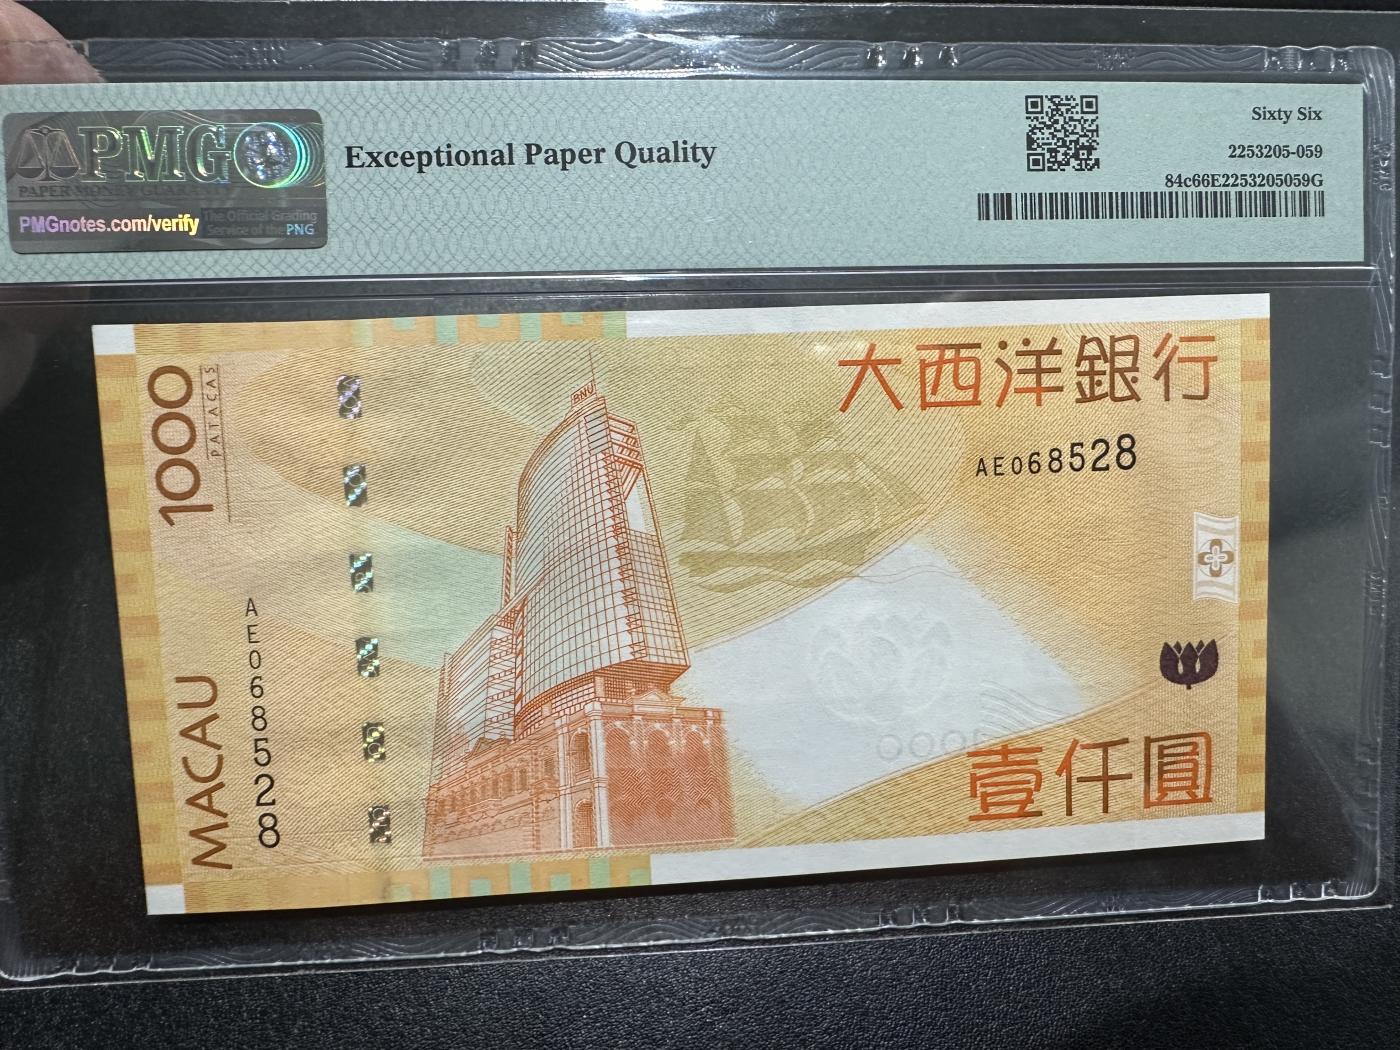 PMG
PAPER MONEY GUARANTY
PMGnotes.com/verify
The Official Grading
Service of the PNG
Exceptional Paper Quality
Sixty Six
2253205-059
84c66E2253205059G
1000
PATACAS
MACAU
AE068528
BNU
大西洋銀行
AE068528
1000
壹仟圓